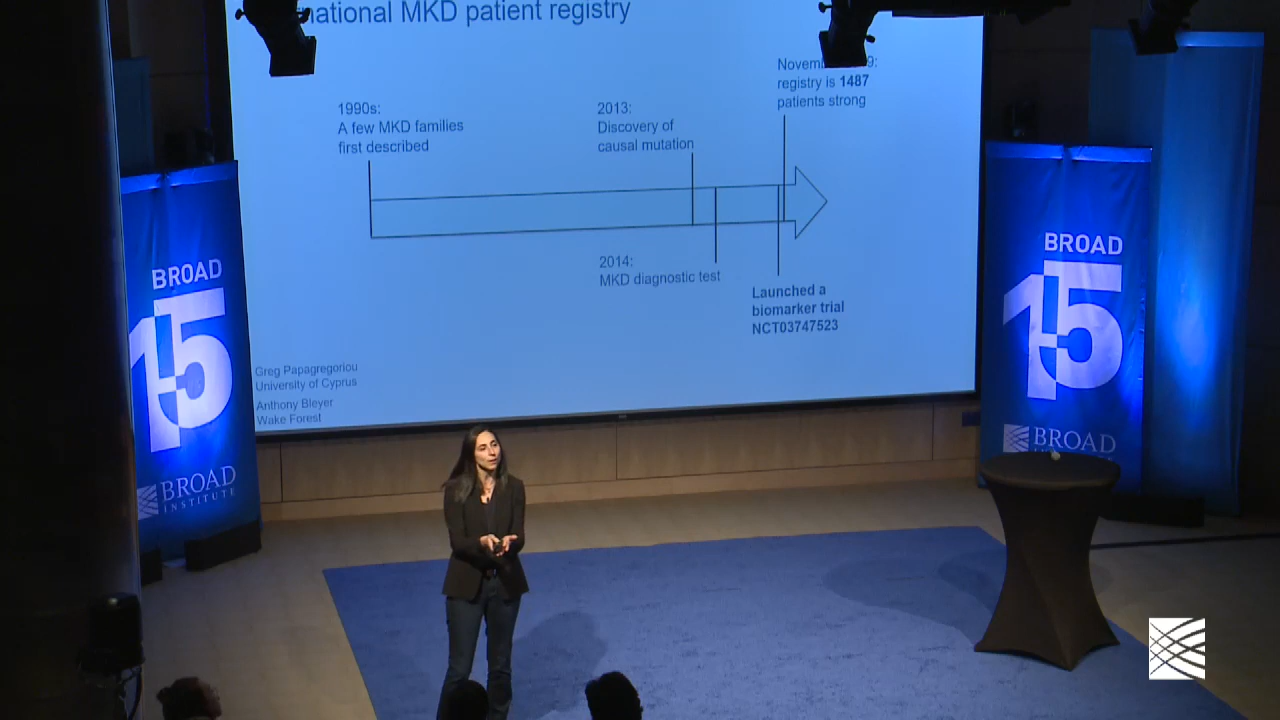 national MKD patient registry
1990s:
A few MKD families
first described
2013:
Discovery of
causal mutation
9:
registry is 1487
patients strong
2014:
MKD diagnostic test
Launched a
biomarker trial
NCT03747523
Greg Papagregoriou
University of Cyprus
Anthony Bleyer
Wake Forest
BROAD
15
BROAD
INSTITUTE
BROAD
15
BROAD